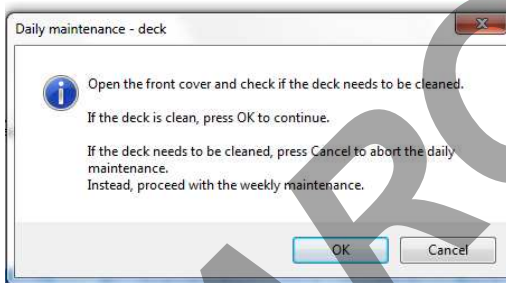 Daily maintenance - deck
Open the front cover and check if the deck needs to be cleaned.
If the deck is clean, press OK to continue.
If the deck needs to be cleaned, press Cancel to abort the daily
maintenance.
Instead, proceed with the weekly maintenance.
OK
Cancel